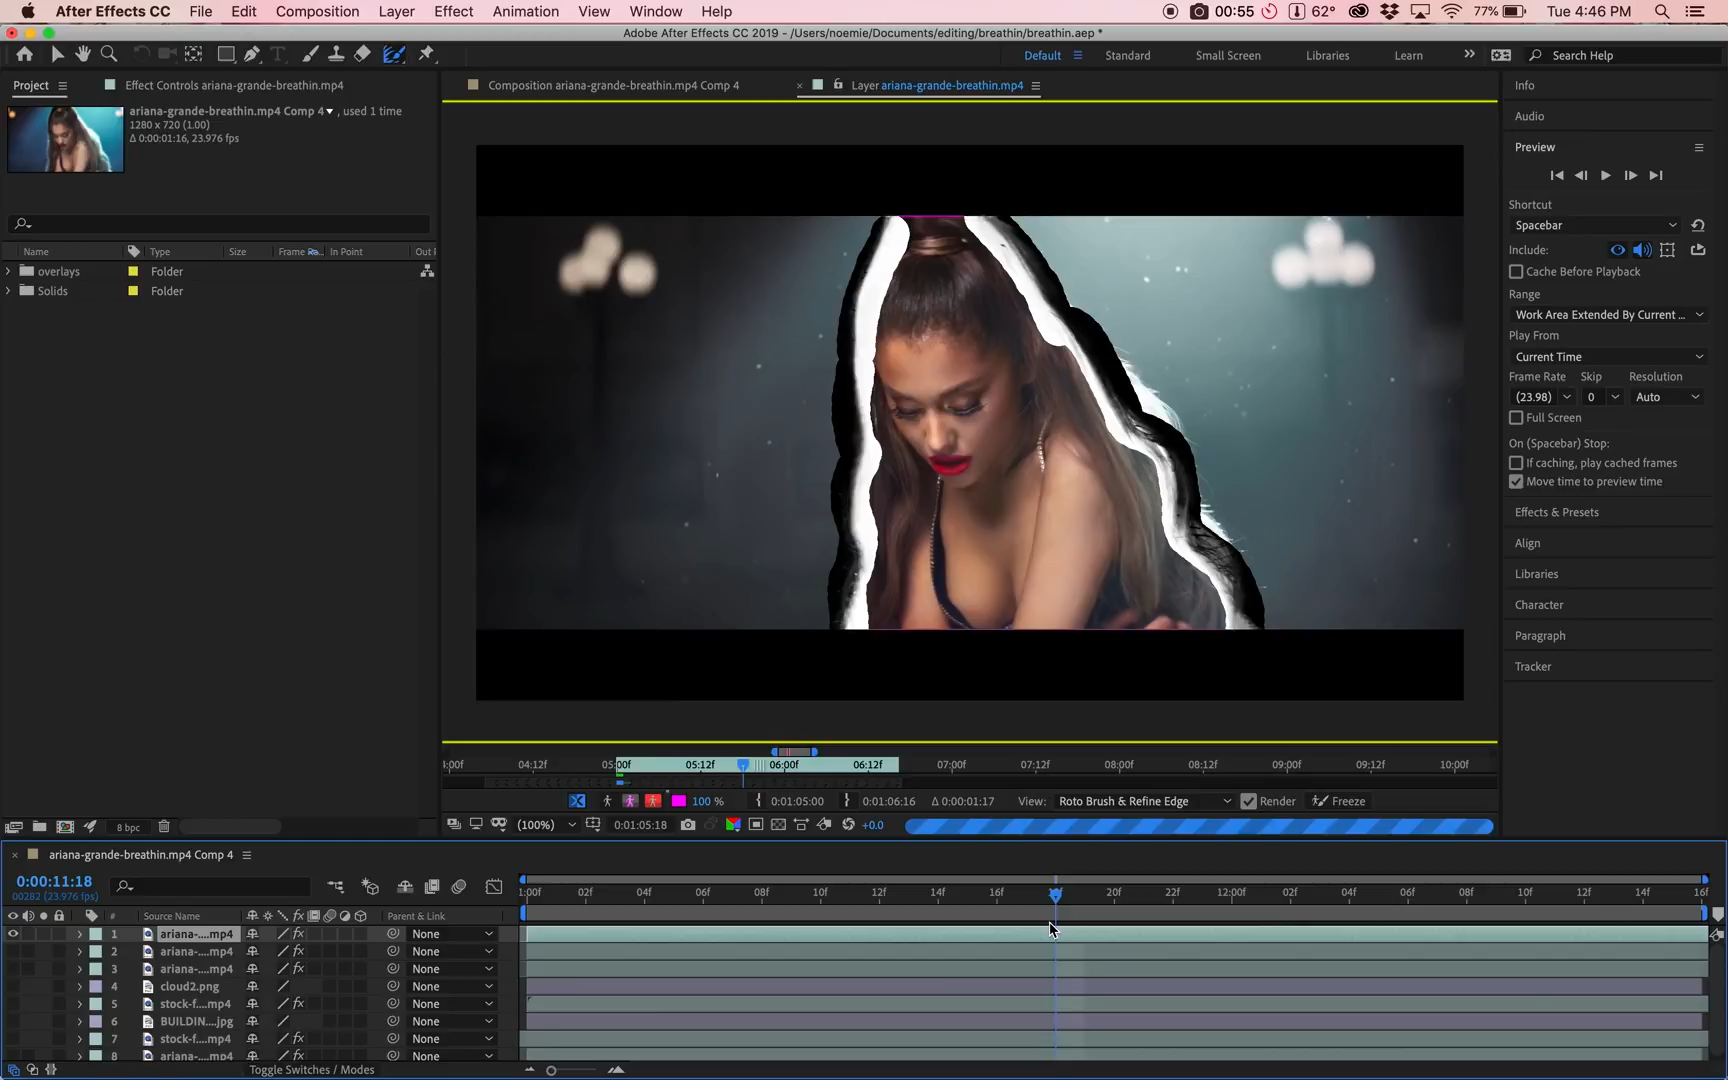 After Effects CC File Edit Composition Layer Effect Animation View Window Help 00:55 62° 77% Tue 4:46 PM
Adobe After Effects CC 2019 - /Users/noemie/Documents/editing/breathin/breathin.aep *
Default Standard Small Screen Libraries Learn Search Help
Project Effect Controls ariana-grande-breathin.mp4 Composition ariana-grande-breathin.mp4 Comp 4 Layer ariana-grande-breathin.mp4
ariana-grande-breathin.mp4 Comp 4 , used 1 time
1280 x 720 (1.00)
Δ 0:00:01:16, 23.976 fps
Name Type Size Frame Ra... In Point Out
overlays Folder
Solids Folder
Info
Audio
Preview
Shortcut
Spacebar
Include:
Cache Before Playback
Range
Work Area Extended By Current ...
Play From
Current Time
Frame Rate Skip Resolution
(23.98) 0 Auto
Full Screen
On (Spacebar) Stop:
If caching, play cached frames
Move time to preview time
Effects & Presets
Align
Libraries
Character
Paragraph
Tracker
:00f 04:12f 05:00f 05:12f 06:00f 06:12f 07:00f 07:12f 08:00f 08:12f 09:00f 09:12f 10:00f
100 % 0:01:05:00 0:01:06:16 Δ 0:00:01:17 View: Roto Brush & Refine Edge Render Freeze
8 bpc (100%) 0:01:05:18 +0.0
ariana-grande-breathin.mp4 Comp 4
0:00:11:18
00282 (23.976 fps)
1:00f 02f 04f 06f 08f 10f 12f 14f 16f 20f 22f 12:00f 02f 04f 06f 08f 10f 12f 14f 16f
# Source Name Parent & Link
1 ariana-....mp4 None
2 ariana-....mp4 None
3 ariana-....mp4 None
4 cloud2.png None
5 stock-f....mp4 None
6 BUILDIN....jpg None
7 stock-f....mp4 None
8 ariana-....mp4 None
Toggle Switches / Modes